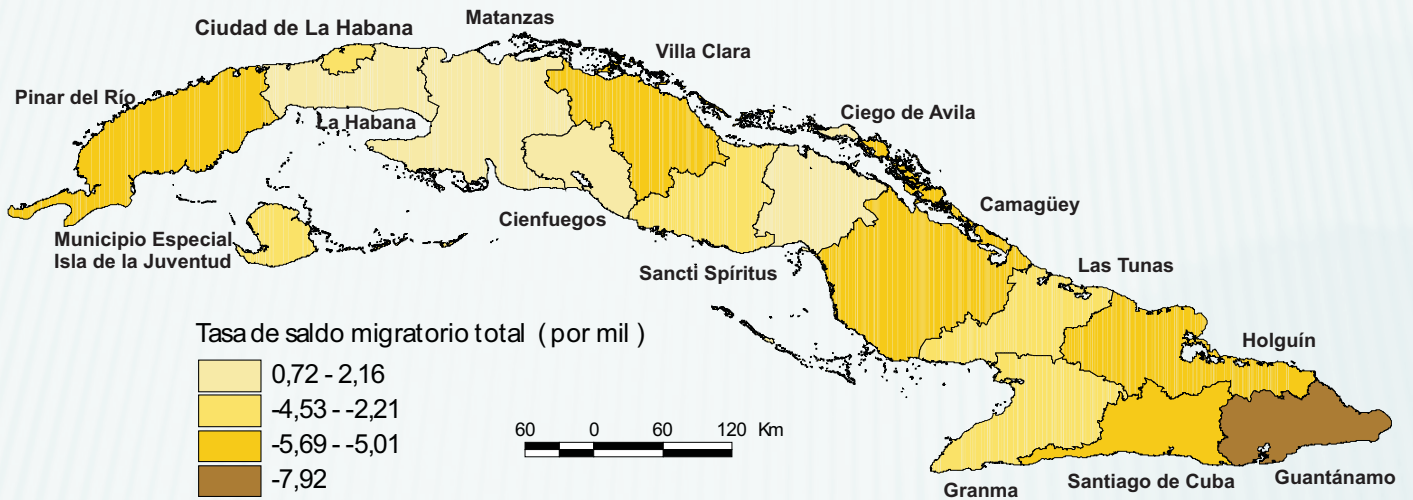 Matanzas
Ciudad de La Habana
Villa Clara
Pinar del Río
Ciego de Avila
La Habana
Camagüey
Cienfuegos
Municipio Especial
Isla de la Juventud
Las Tunas
Sancti Spíritus
Tasa de saldo migratorio total (por mil)
Holguín
0,72 - 2,16
-4,53 - -2,21
-5,69 - -5,01
-7,92
60 0 60 120 Km
Granma
Santiago de Cuba
Guantánamo